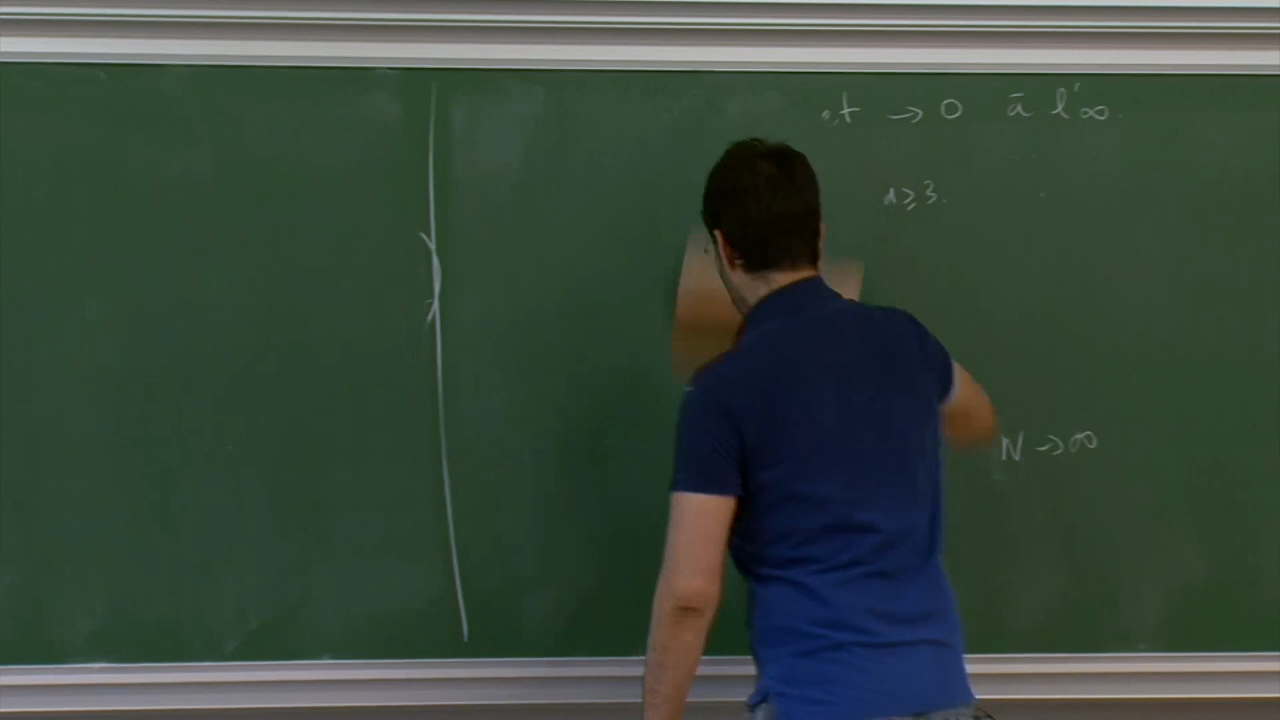 → 0 à l'∞.
d ≥ 3.
N → ∞